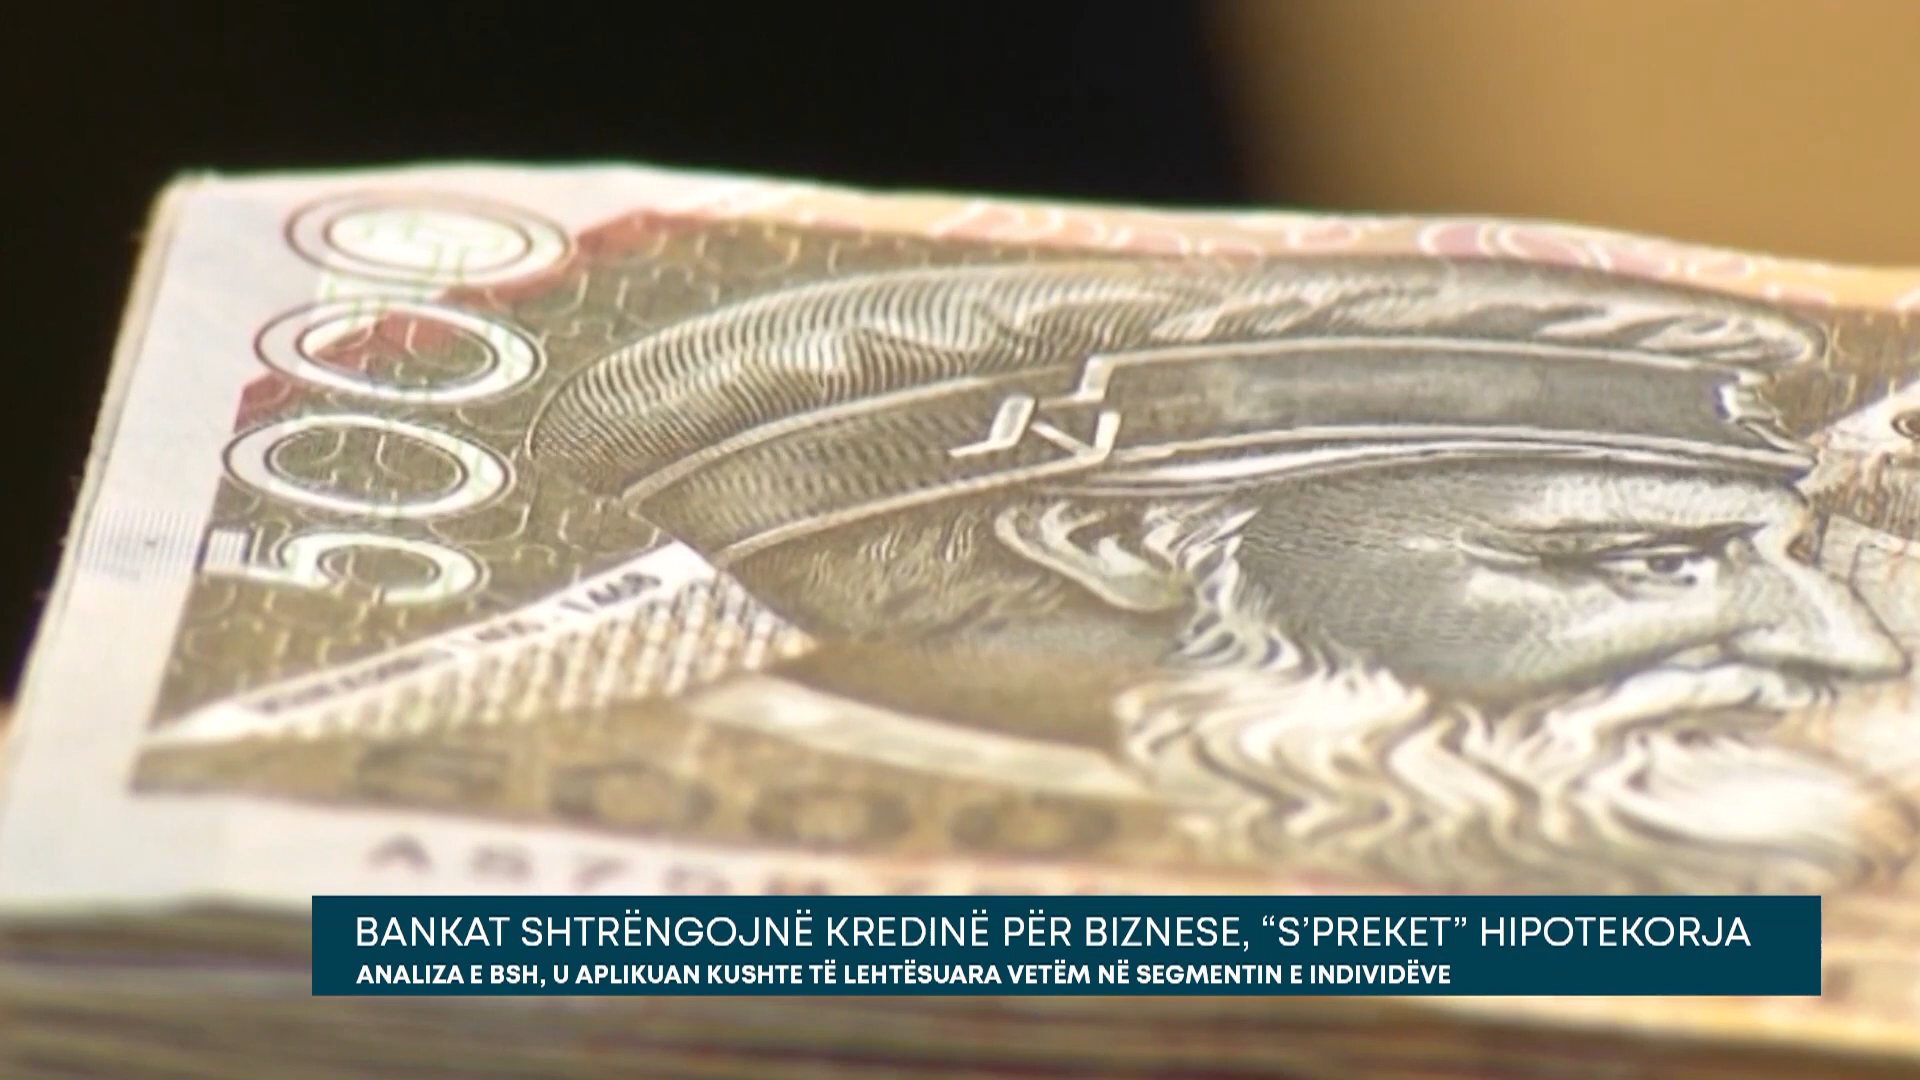 5000
BANKAT SHTRËNGOJNË KREDINË PËR BIZNESE, “S’PREKET” HIPOTEKORJA
ANALIZA E BSH, U APLIKUAN KUSHTE TË LEHTËSUARA VETËM NË SEGMENTIN E INDIVIDËVE